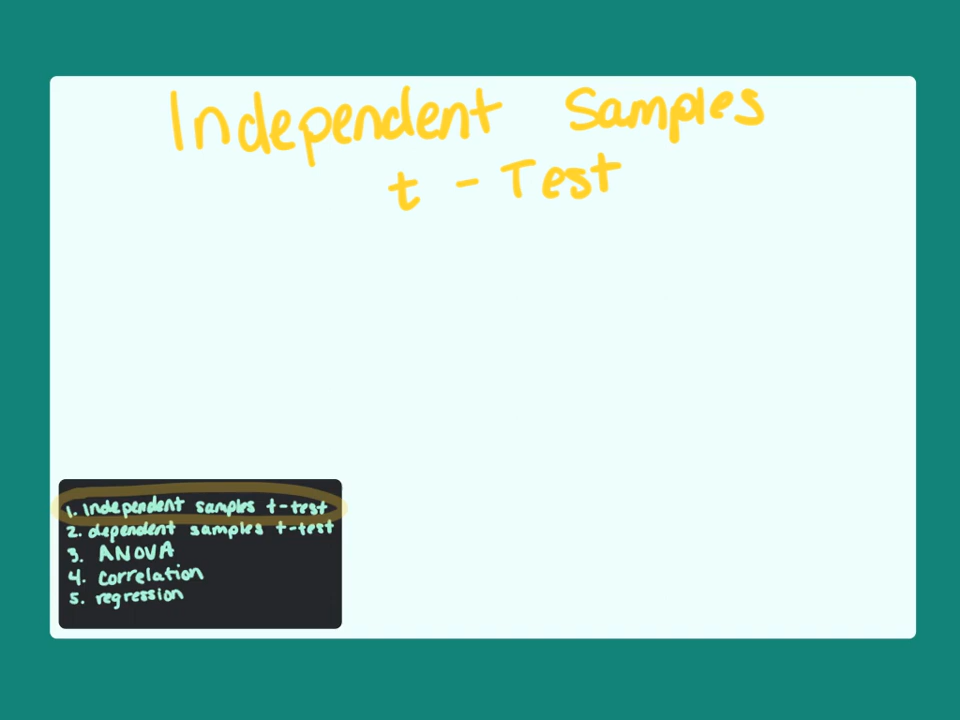 Independent Samples
t - Test
1. independent samples t-test
2. dependent samples t-test
3. ANOVA
4. correlation
5. regression